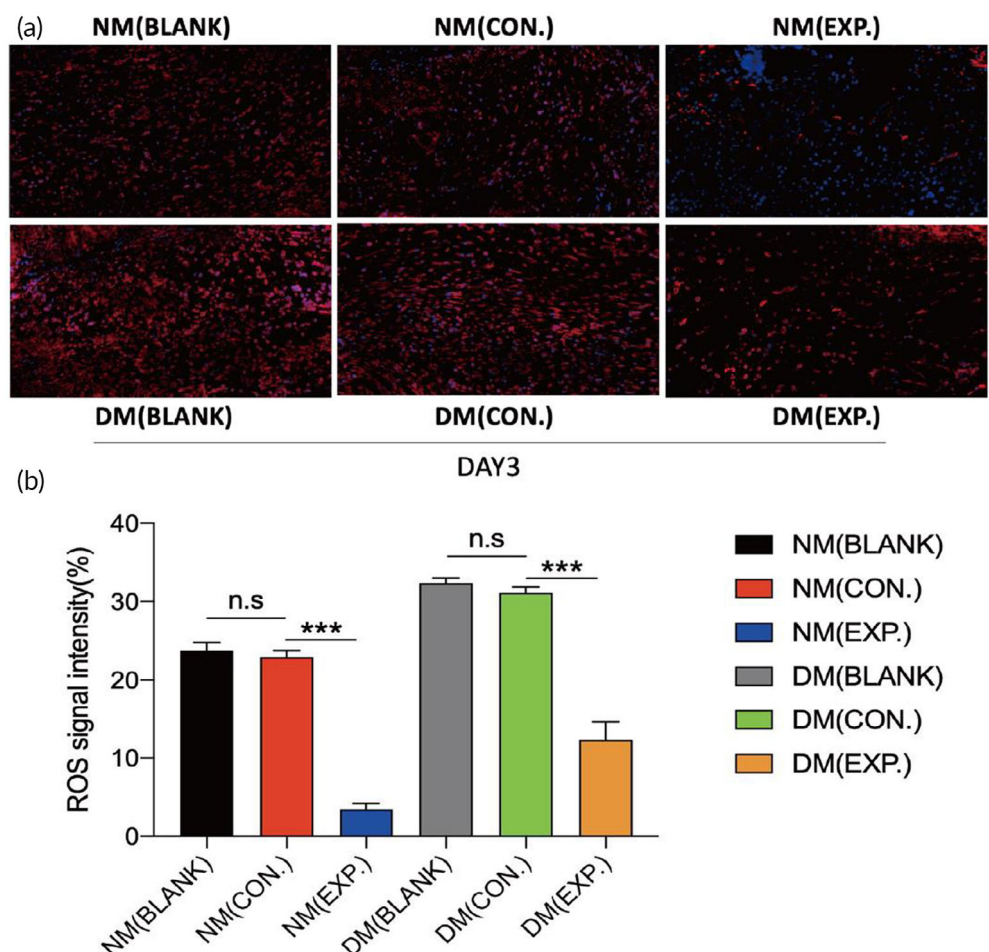 (a)
NM(BLANK) NM(CON.) NM(EXP.)
DM(BLANK) DM(CON.) DM(EXP.)
DAY3
(b)
ROS signal intensity(%)
40
30
20
10
0
n.s
***
n.s
***
NM(BLANK)
NM(CON.)
NM(EXP.)
DM(BLANK)
DM(CON.)
DM(EXP.)
NM(BLANK)
NM(CON.)
NM(EXP.)
DM(BLANK)
DM(CON.)
DM(EXP.)